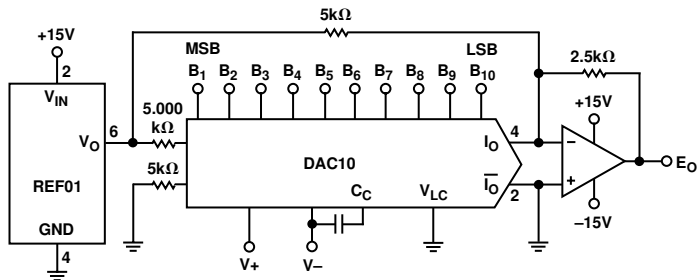 5kΩ
+15V
MSB
LSB
2.5kΩ
2
B1 B2 B3 B4 B5 B6 B7 B8 B9 B10
VIN
5.000
kΩ
+15V
VO
6
IO
4
–
5kΩ
DAC10
EO
REF01
CC
VLC
IO
2
+
GND
–15V
4
V+
V–